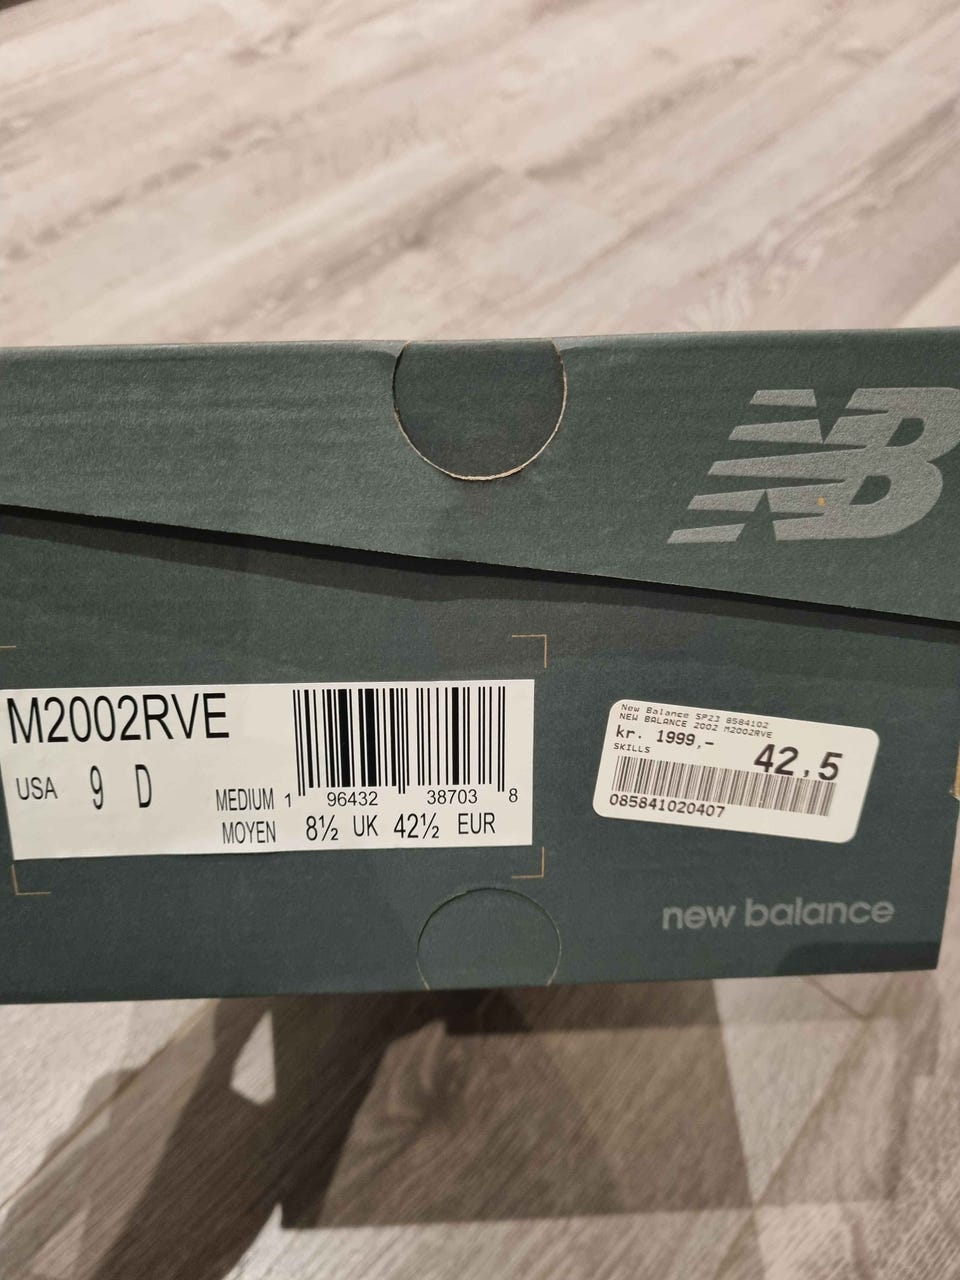 NB
M2002RVE
USA 9 D
MEDIUM
MOYEN
1 96432 38703 8
8½ UK 42½ EUR
New Balance SP23 8584102
NEW BALANCE 2002 M2002RVE
kr. 1999,-
SKILLS
42,5
085841020407
new balance